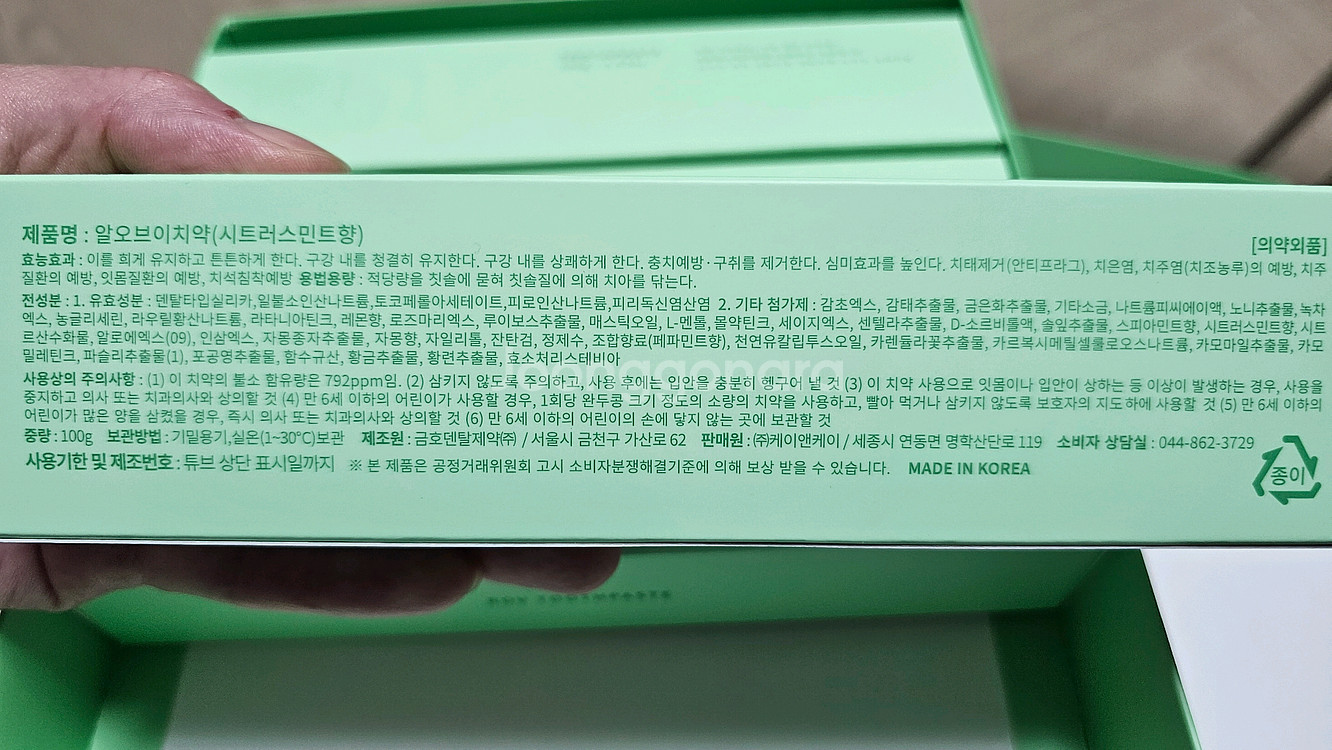 제품명 : 알오브이치약(시트러스민트향)
[의약외품]
효능효과 : 이를 희게 유지하고 튼튼하게 한다. 구강 내를 청결히 유지한다. 구강 내를 상쾌하게 한다. 충치예방·구취를 제거한다. 심미효과를 높인다. 치태제거(안티프라그), 치은염, 치주염(치조농루)의 예방, 치주
질환의 예방, 잇몸질환의 예방, 치석침착예방 용법용량 : 적당량을 칫솔에 묻혀 칫솔질에 의해 치아를 닦는다.
전성분 : 1. 유효성분 : 덴탈타입실리카,일불소인산나트륨,토코페롤아세테이트,피로인산나트륨,피리독신염산염 2. 기타 첨가제 : 감초엑스, 감태추출물, 금은화추출물, 기타소금, 나트륨피씨에이액, 노니추출물, 녹차
엑스, 농글리세린, 라우릴황산나트륨, 라타니아틴크, 레몬향, 로즈마리엑스, 루이보스추출물, 매스틱오일, L-멘톨, 몰약틴크, 세이지엑스, 센텔라추출물, D-소르비톨액, 솔잎추출물, 스피아민트향, 시트러스민트향, 시트
르산수화물, 알로에엑스(09), 인삼엑스, 자몽종자추출물, 자몽향, 자일리톨, 잔탄검, 정제수, 조합향료(페파민트향), 천연유칼립투스오일, 카렌듈라꽃추출물, 카르복시메틸셀룰로오스나트륨, 카모마일추출물, 카모
밀레틴크, 파슬리추출물(1), 포공영추출물, 함수규산, 황금추출물, 황련추출물, 효소처리스테비아
joonggonara
사용상의 주의사항 : (1) 이 치약의 불소 함유량은 792ppm임. (2) 삼키지 않도록 주의하고, 사용 후에는 입안을 충분히 헹구어 낼 것 (3) 이 치약 사용으로 잇몸이나 입안이 상하는 등 이상이 발생하는 경우, 사용을
중지하고 의사 또는 치과의사와 상의할 것 (4) 만 6세 이하의 어린이가 사용할 경우, 1회당 완두콩 크기 정도의 소량의 치약을 사용하고, 빨아 먹거나 삼키지 않도록 보호자의 지도하에 사용할 것 (5) 만 6세 이하의
어린이가 많은 양을 삼켰을 경우, 즉시 의사 또는 치과의사와 상의할 것 (6) 만 6세 이하의 어린이의 손에 닿지 않는 곳에 보관할 것
중량 : 100g 보관방법 : 기밀용기,실온(1~30℃)보관 제조원 : 금호덴탈제약㈜ / 서울시 금천구 가산로 62 판매원 : ㈜케이앤케이 / 세종시 연동면 명학산단로 119 소비자 상담실 : 044-862-3729
사용기한 및 제조번호 : 튜브 상단 표시일까지 ※ 본 제품은 공정거래위원회 고시 소비자분쟁해결기준에 의해 보상 받을 수 있습니다. MADE IN KOREA
종이